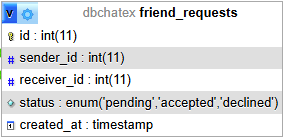 V dbchatex friend_requests
id : int(11)
# sender_id : int(11)
# receiver_id : int(11)
status : enum('pending','accepted','declined')
created_at : timestamp